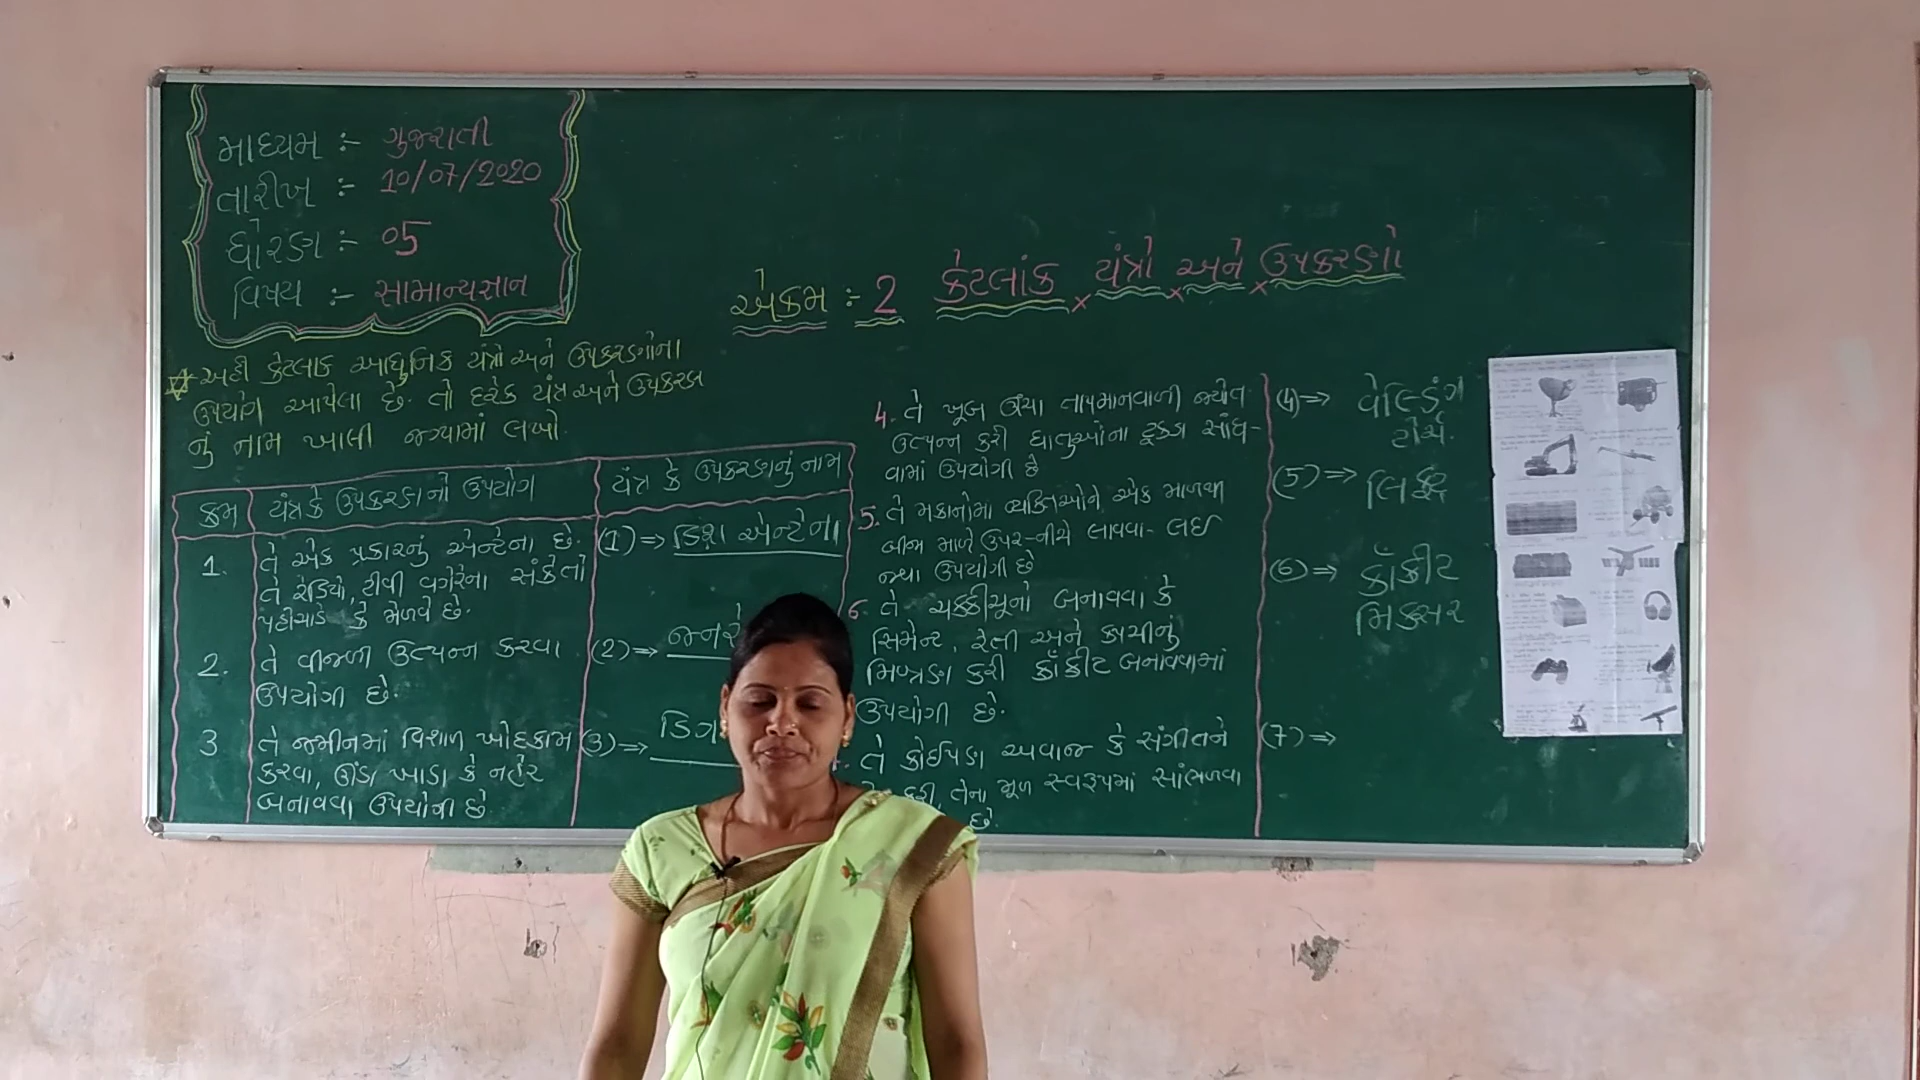 માધ્યમ :- ગુજરાતી
તારીખ :- 10/07/2020
ધોરણ :- 05
વિષય :- સામાન્યજ્ઞાન
એકમ :- 2 કેટલાંક યંત્રો અને ઉપકરણો
અહી કેટલાક આધુનિક યંત્રો અને ઉપકરણોના
ઉપયોગ આપેલા છે. તો દરેક યંત્ર અને ઉપકરણ
નું નામ ખાલી જગ્યામાં લખો.
ક્રમ યંત્ર કે ઉપકરણનો ઉપયોગ યંત્ર કે ઉપકરણનું નામ
1. તે એક પ્રકારનું એન્ટેના છે. (1)=> ડિશ એન્ટેના
તે રેડિયો, ટીવી વગેરેના સંકેતો
પહોંચાડે કે મેળવે છે.
2. તે વીજળી ઉત્પન્ન કરવા (2)=>
ઉપયોગી છે.
3 તે જમીનમાં વિશાળ ખોદકામ (3)=>
કરવા, ઊંડા ખાડા કે નહેર
બનાવવા ઉપયોગી છે.
4. તે ખૂબ ઊંચા તાપમાનવાળી જ્યોત (4)=> વેલ્ડિંગ
ઉત્પન્ન કરી ધાતુઓના ટૂકડા સાંધ- ટોર્ચ.
વામાં ઉપયોગી છે
5. તે મકાનોમાં વ્યક્તિઓને એક માળથી (5)=> લિફ્ટ
બીજા માળે ઉપર-નીચે લાવવા- લઈ
જવા ઉપયોગી છે
6. તે ચક્કીચૂનો બનાવવા કે (6)=> કોંક્રીટ
સિમેન્ટ, રેતી અને કપચીનું મિક્સર
મિશ્રણ કરી કોંક્રીટ બનાવવામાં
ઉપયોગી છે.
તે કોઈપણ અવાજ કે સંગીતને (7)=>
કરી, તેના મૂળ સ્વરૂપમાં સાંભળવા
છે.